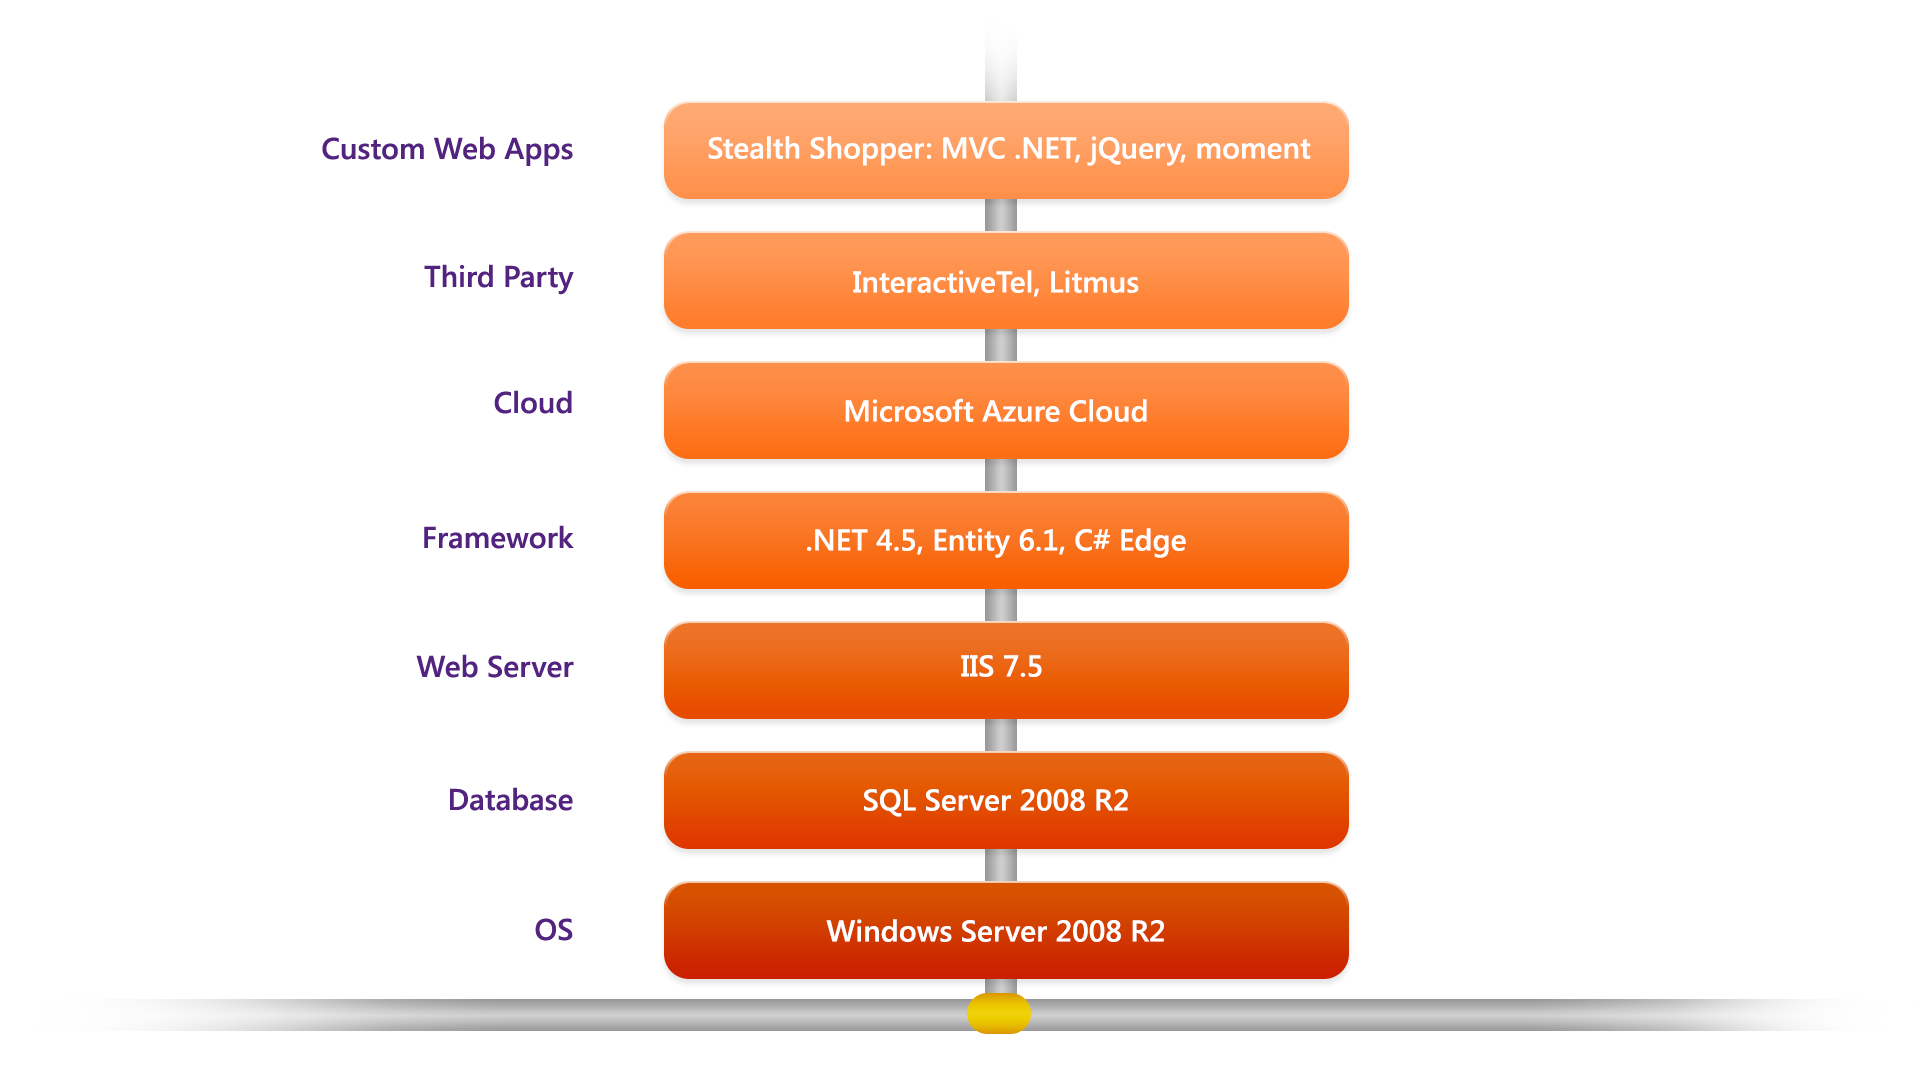 Custom Web Apps
Stealth Shopper: MVC .NET, jQuery, moment
Third Party
InteractiveTel, Litmus
Cloud
Microsoft Azure Cloud
Framework
.NET 4.5, Entity 6.1, C# Edge
Web Server
IIS 7.5
Database
SQL Server 2008 R2
OS
Windows Server 2008 R2